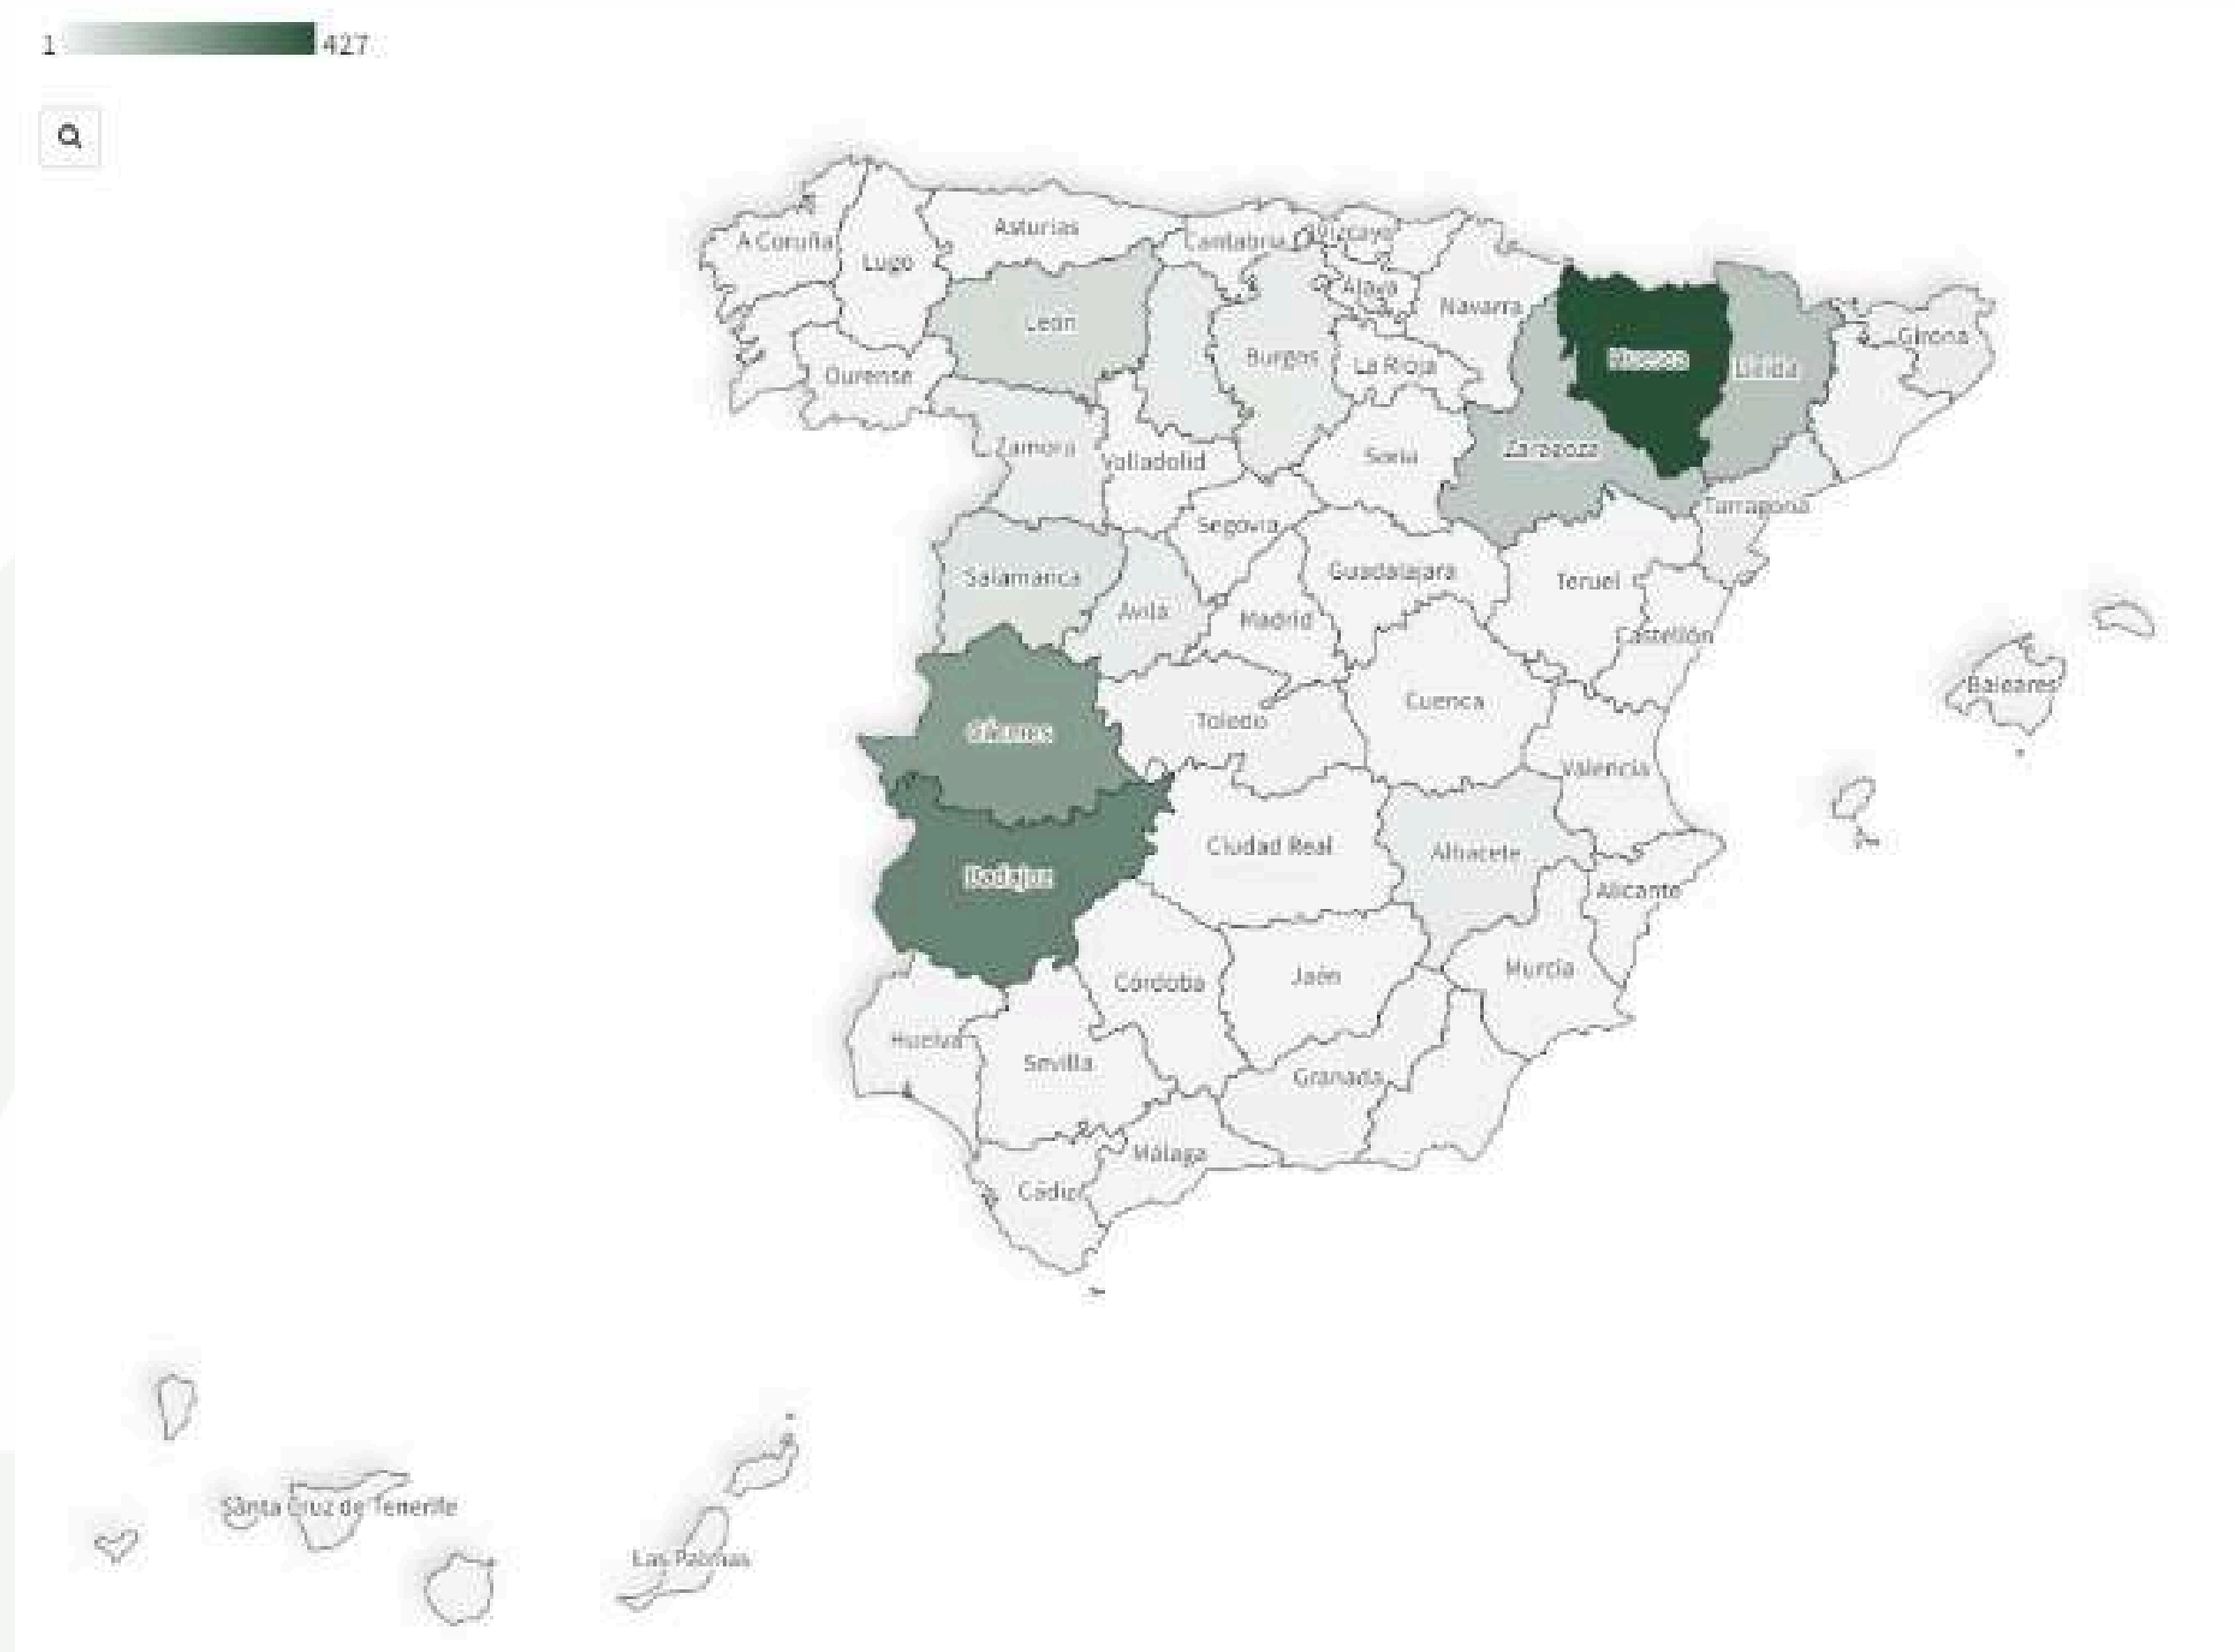 1 427
Asturias
A Coruña
Cantabria
Vizcaya
Lugo
Álava
León
Navarra
Girona
Burgos
La Rioja
Huesca
Lleida
Ourense
Zamora
Valladolid
Soria
Zaragoza
Segovia
Tarragona
Salamanca
Guadalajara
Teruel
Ávila
Madrid
Castellón
Baleares
Cuenca
Toledo
Cáceres
Valencia
Ciudad Real
Albacete
Badajoz
Alicante
Murcia
Jaén
Córdoba
Huelva
Sevilla
Granada
Málaga
Cádiz
Santa Cruz de Tenerife
Las Palmas